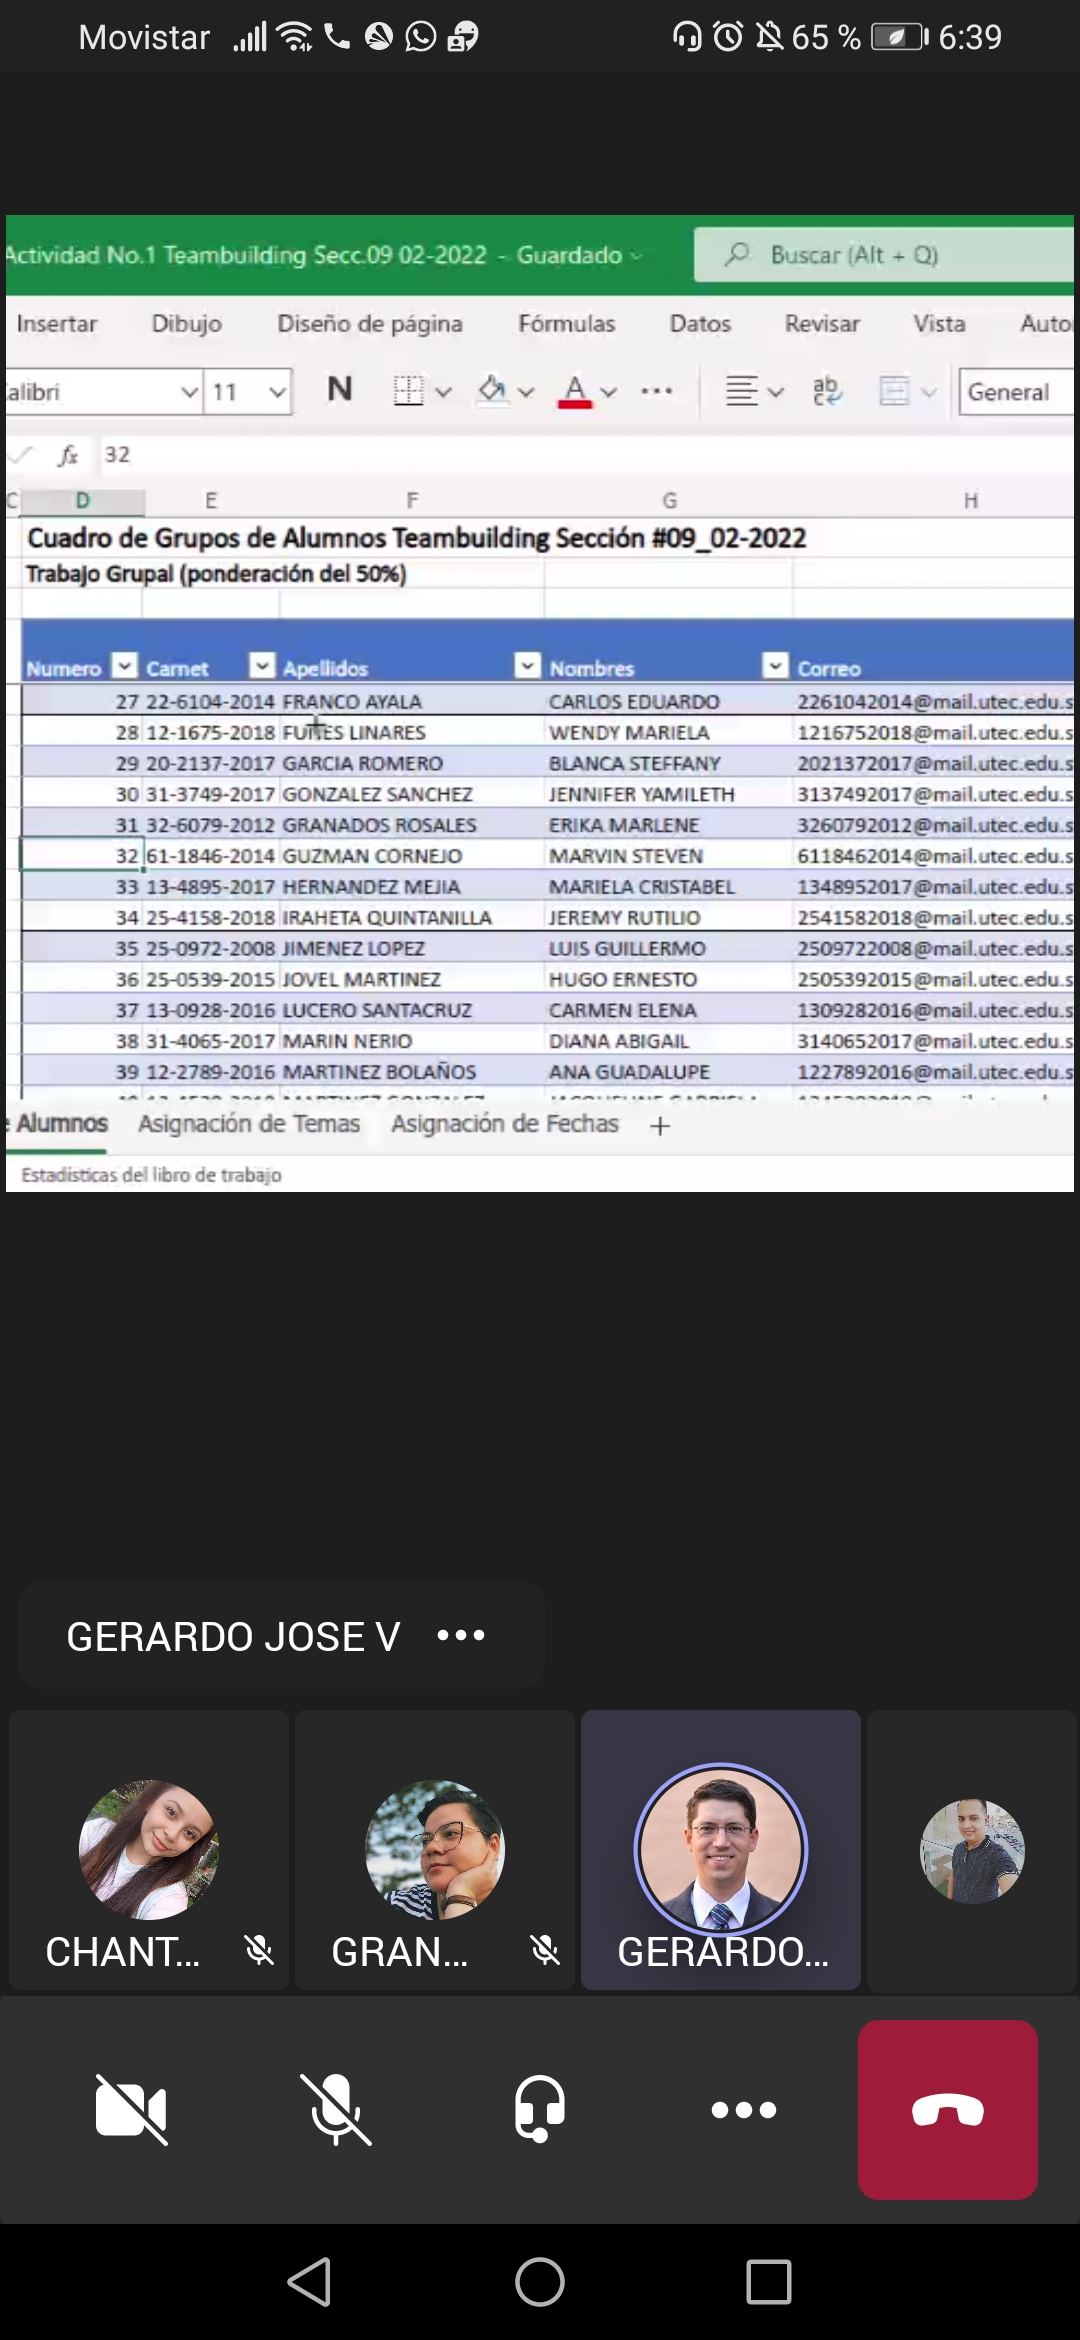 Movistar 65 % 6:39
Actividad No.1 Teambuilding Secc.09 02-2022 - Guardado Buscar (Alt + Q)
Insertar Dibujo Diseño de página Fórmulas Datos Revisar Vista Auto
alibri 11 N A ... ab c General
fx 32
C D E F G H
Cuadro de Grupos de Alumnos Teambuilding Sección #09_02-2022
Trabajo Grupal (ponderación del 50%)
Numero Carnet Apellidos Nombres Correo
27 22-6104-2014 FRANCO AYALA CARLOS EDUARDO 2261042014@mail.utec.edu.s
28 12-1675-2018 FUNES LINARES WENDY MARIELA 1216752018@mail.utec.edu.s
29 20-2137-2017 GARCIA ROMERO BLANCA STEFFANY 2021372017@mail.utec.edu.s
30 31-3749-2017 GONZALEZ SANCHEZ JENNIFER YAMILETH 3137492017@mail.utec.edu.s
31 32-6079-2012 GRANADOS ROSALES ERIKA MARLENE 3260792012@mail.utec.edu.s
32 61-1846-2014 GUZMAN CORNEJO MARVIN STEVEN 6118462014@mail.utec.edu.s
33 13-4895-2017 HERNANDEZ MEJIA MARIELA CRISTABEL 1348952017@mail.utec.edu.s
34 25-4158-2018 IRAHETA QUINTANILLA JEREMY RUTILIO 2541582018@mail.utec.edu.s
35 25-0972-2008 JIMENEZ LOPEZ LUIS GUILLERMO 2509722008@mail.utec.edu.s
36 25-0539-2015 JOVEL MARTINEZ HUGO ERNESTO 2505392015@mail.utec.edu.s
37 13-0928-2016 LUCERO SANTACRUZ CARMEN ELENA 1309282016@mail.utec.edu.s
38 31-4065-2017 MARIN NERIO DIANA ABIGAIL 3140652017@mail.utec.edu.s
39 12-2789-2016 MARTINEZ BOLAÑOS ANA GUADALUPE 1227892016@mail.utec.edu.s
e Alumnos Asignación de Temas Asignación de Fechas +
Estadísticas del libro de trabajo
GERARDO JOSE V ...
CHANT... GRAN... GERARDO...